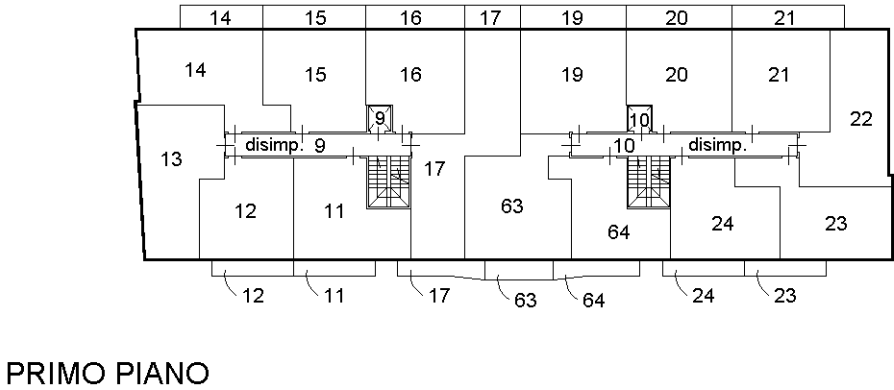 14 15 16 17 19 20 21
14 15 16 19 20 21
9 10 22
disimp. 9 10 disimp.
13 17
12 11 63 64 24 23
12 11 17 63 64 24 23
PRIMO PIANO